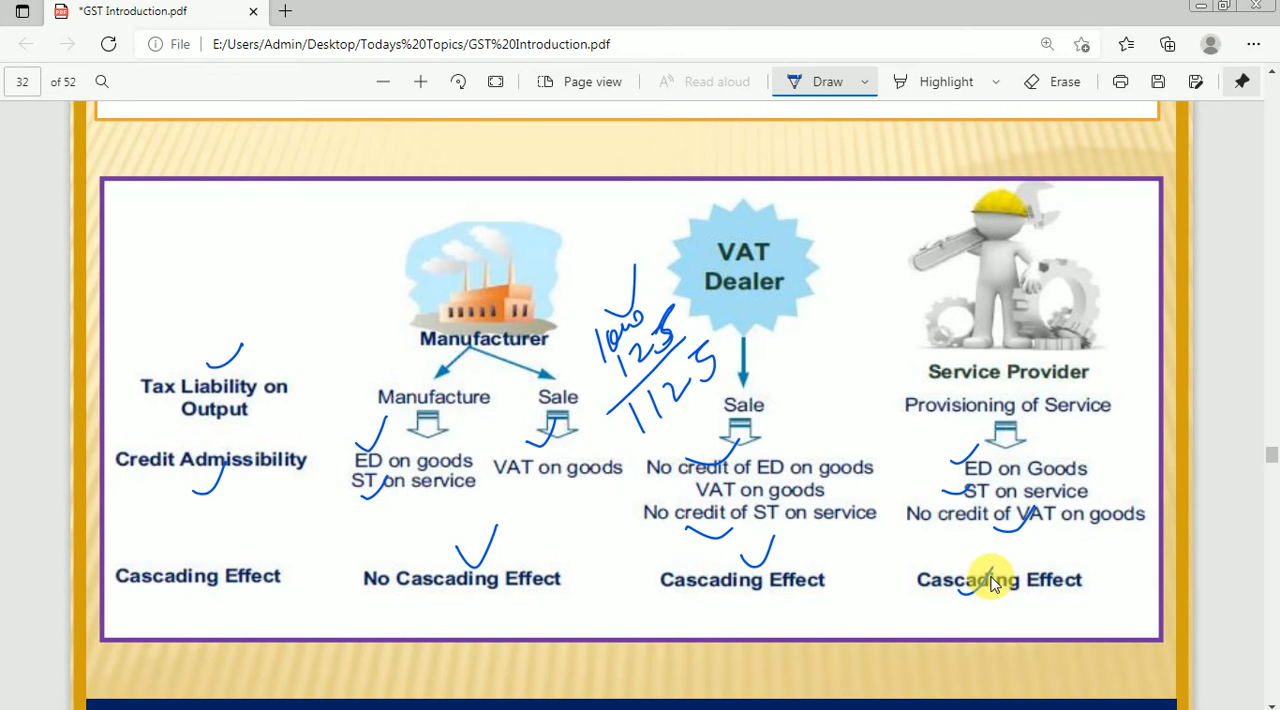 *GST Introduction.pdf
File
E:/Users/Admin/Desktop/Todays%20Topics/GST%20Introduction.pdf
32 of 52
Page view
Read aloud
Draw
Highlight
Erase
VAT
Dealer
Manufacturer
Service Provider
Tax Liability on
Output
Manufacture
Sale
Sale
Provisioning of Service
1000
125
1125
Credit Admissibility
ED on goods
ST on service
VAT on goods
No credit of ED on goods
VAT on goods
No credit of ST on service
ED on Goods
ST on service
No credit of VAT on goods
Cascading Effect
No Cascading Effect
Cascading Effect
Cascading Effect